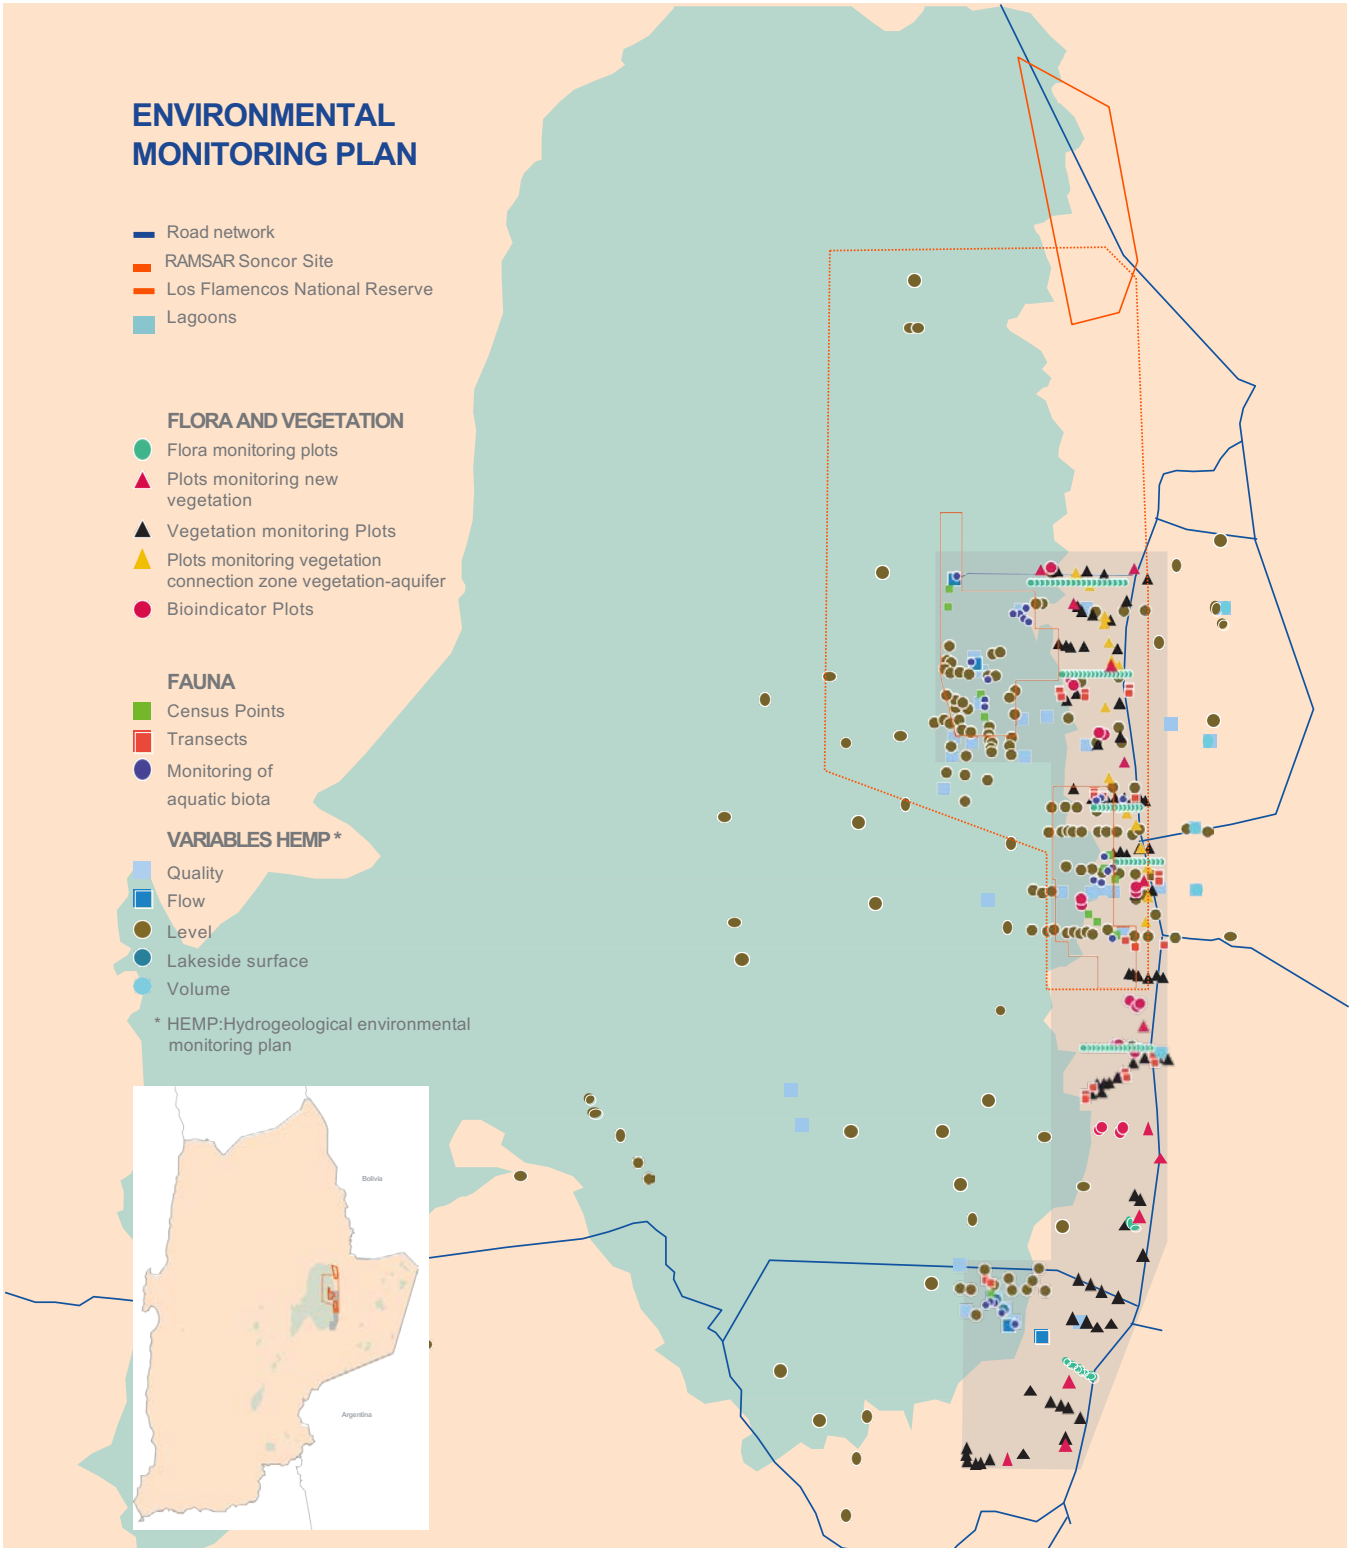 ENVIRONMENTAL
MONITORING PLAN
Road network
RAMSAR Soncor Site
Los Flamencos National Reserve
Lagoons
FLORA AND VEGETATION
Flora monitoring plots
Plots monitoring new
vegetation
Vegetation monitoring Plots
Plots monitoring vegetation
connection zone vegetation-aquifer
Bioindicator Plots
FAUNA
Census Points
Transects
Monitoring of
aquatic biota
VARIABLES HEMP *
Quality
Flow
Level
Lakeside surface
Volume
* HEMP:Hydrogeological environmental
monitoring plan
Bolivia
Argentina